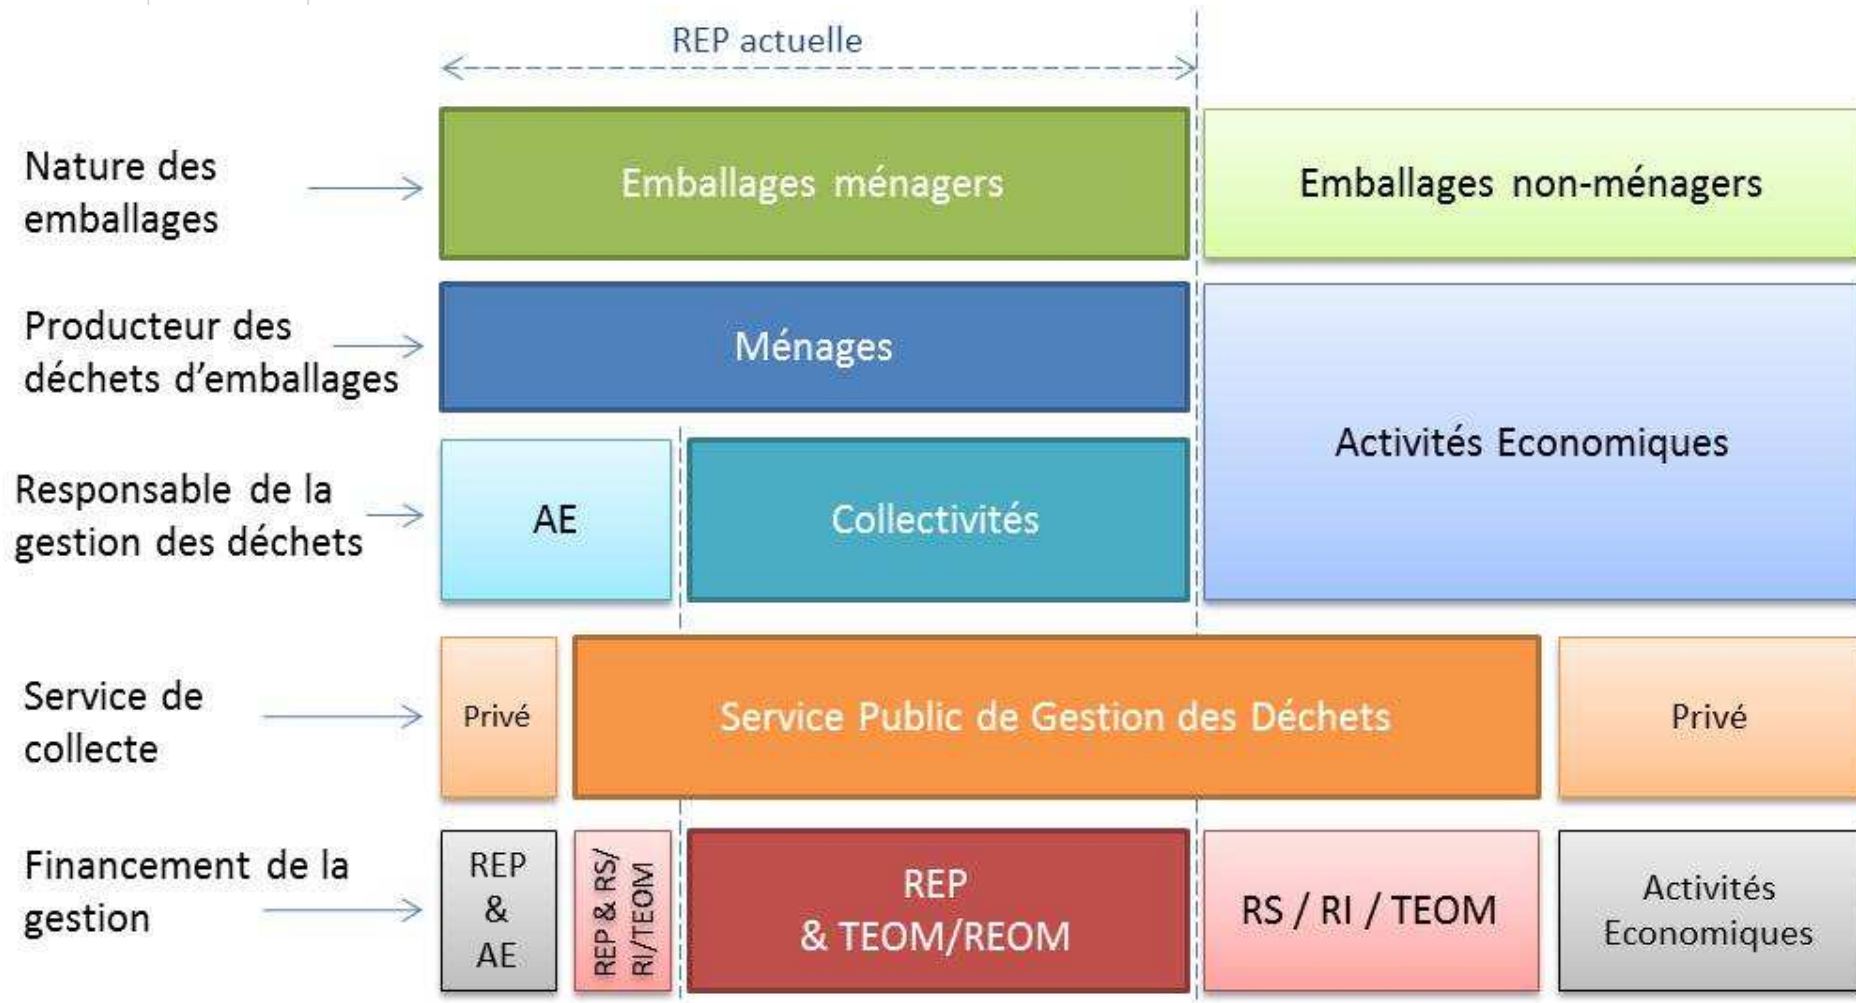 REP actuelle
Nature des
emballages
Emballages ménagers
Emballages non-ménagers
Producteur des
déchets d'emballages
Ménages
Activités Economiques
Responsable de la
gestion des déchets
AE
Collectivités
Service de
collecte
Privé
Service Public de Gestion des Déchets
Privé
Financement de la
gestion
REP
&
AE
REP & RS/
RI/TEOM
REP
& TEOM/REOM
RS / RI / TEOM
Activités
Economiques